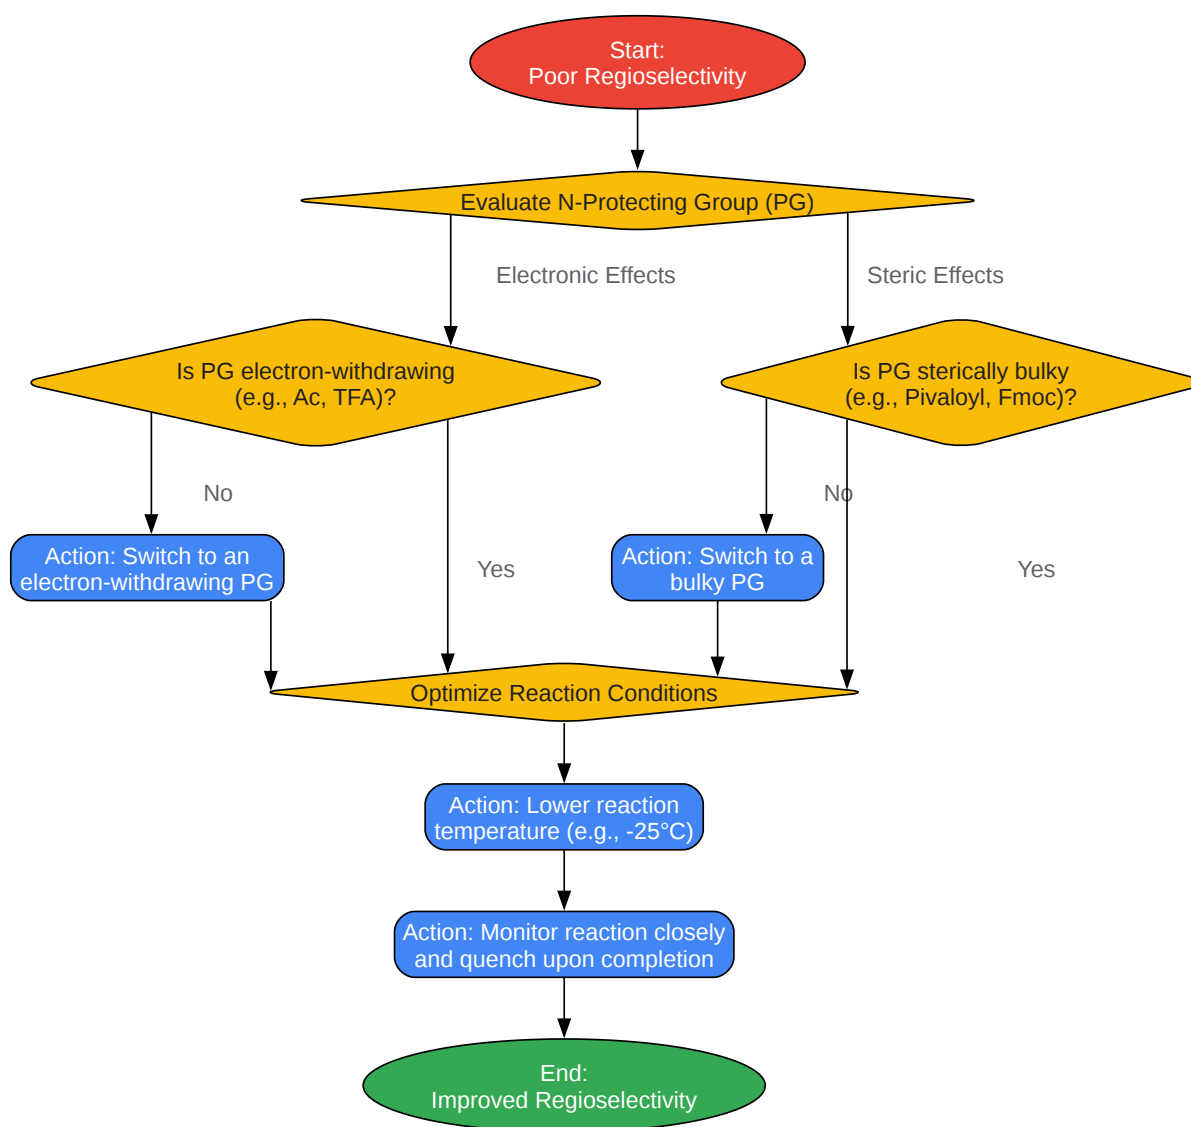 Start:
Poor Regioselectivity
Evaluate N-Protecting Group (PG)
Electronic Effects
Steric Effects
Is PG electron-withdrawing
(e.g., Ac, TFA)?
Is PG sterically bulky
(e.g., Pivaloyl, Fmoc)?
No
No
Action: Switch to an
electron-withdrawing PG
Yes
Action: Switch to a
bulky PG
Yes
Optimize Reaction Conditions
Action: Lower reaction
temperature (e.g., -25°C)
Action: Monitor reaction closely
and quench upon completion
End:
Improved Regioselectivity